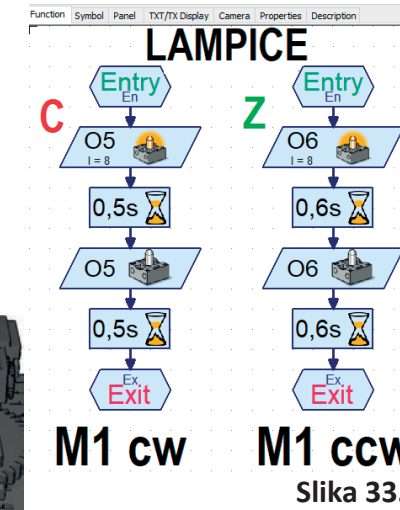 Function Symbol Panel TXT/TX Display Camera Properties Description
LAMPICE
C
Entry
En
O5
I = 8
0,5s
O5
0,5s
Ex
Exit
M1 cw
Z
Entry
En
O6
I = 8
0,6s
O6
0,6s
Ex
Exit
M1 ccw
Slika 33.